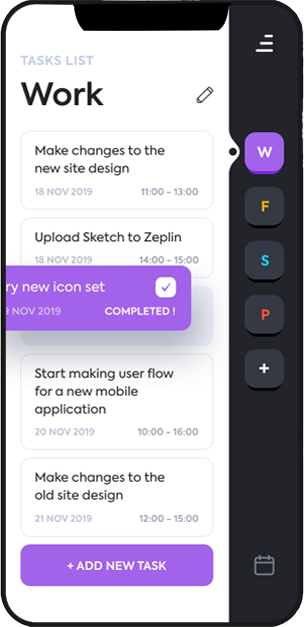 TASKS LIST
Work
Make changes to the
new site design
18 NOV 2019 11:00 - 13:00
Upload Sketch to Zeplin
18 NOV 2019 14:00 - 15:00
new icon set
NOV 2019 COMPLETED !
Start making user flow
for a new mobile
application
20 NOV 2019 10:00 - 16:00
Make changes to the
old site design
21 NOV 2019 12:00 - 15:00
+ ADD NEW TASK
W
F
S
P
+